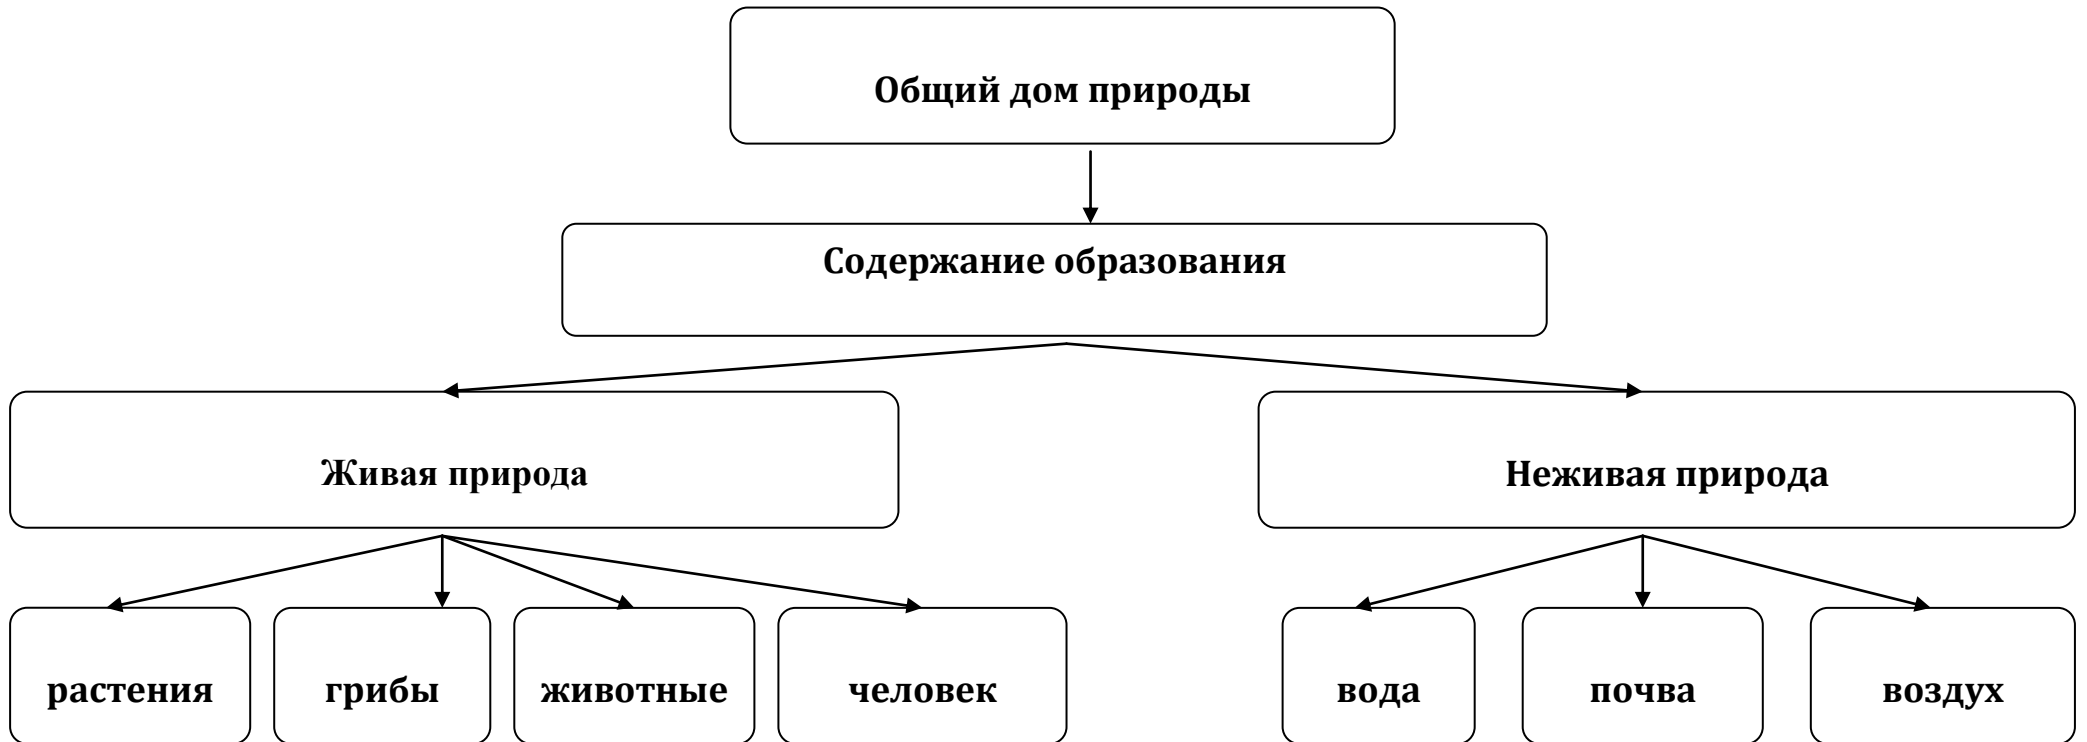 Общий дом природы
Содержание образования
Живая природа
Неживая природа
растения
грибы
животные
человек
вода
почва
воздух